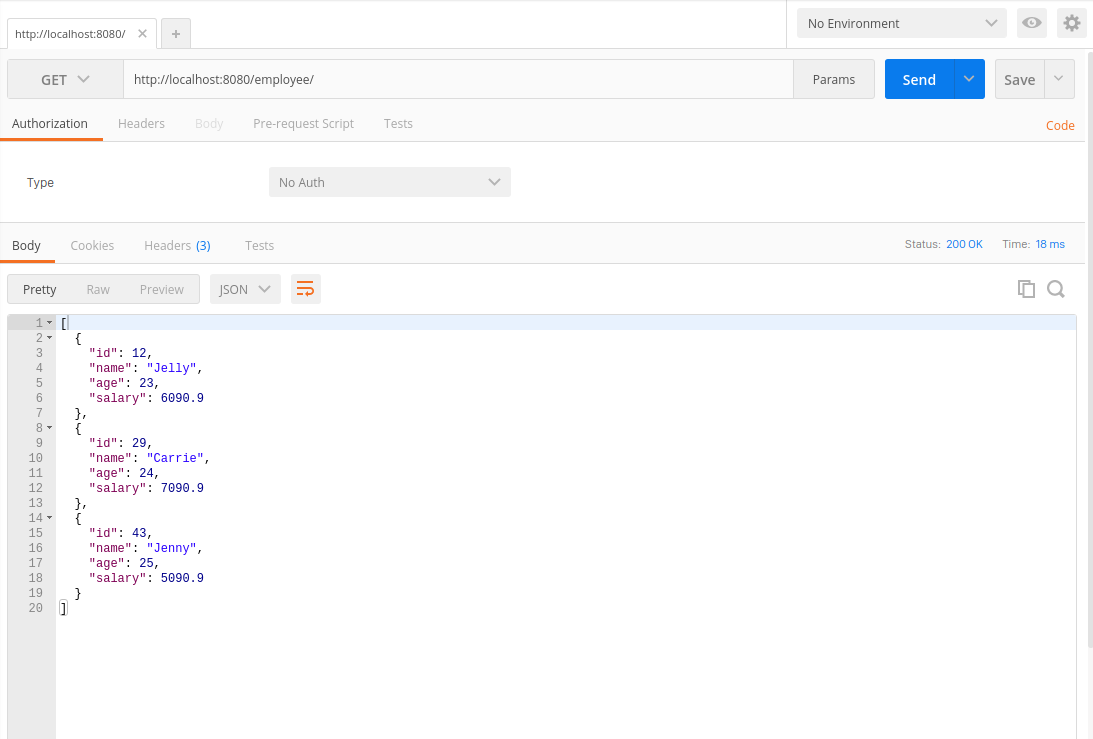 http://localhost:8080/ ✕ +
No Environment
GET http://localhost:8080/employee/ Params Send Save
Authorization Headers Body Pre-request Script Tests Code
Type No Auth
Body Cookies Headers (3) Tests Status: 200 OK Time: 18 ms
Pretty Raw Preview JSON
1 [
2 {
3 "id": 12,
4 "name": "Jelly",
5 "age": 23,
6 "salary": 6090.9
7 },
8 {
9 "id": 29,
10 "name": "Carrie",
11 "age": 24,
12 "salary": 7090.9
13 },
14 {
15 "id": 43,
16 "name": "Jenny",
17 "age": 25,
18 "salary": 5090.9
19 }
20 ]